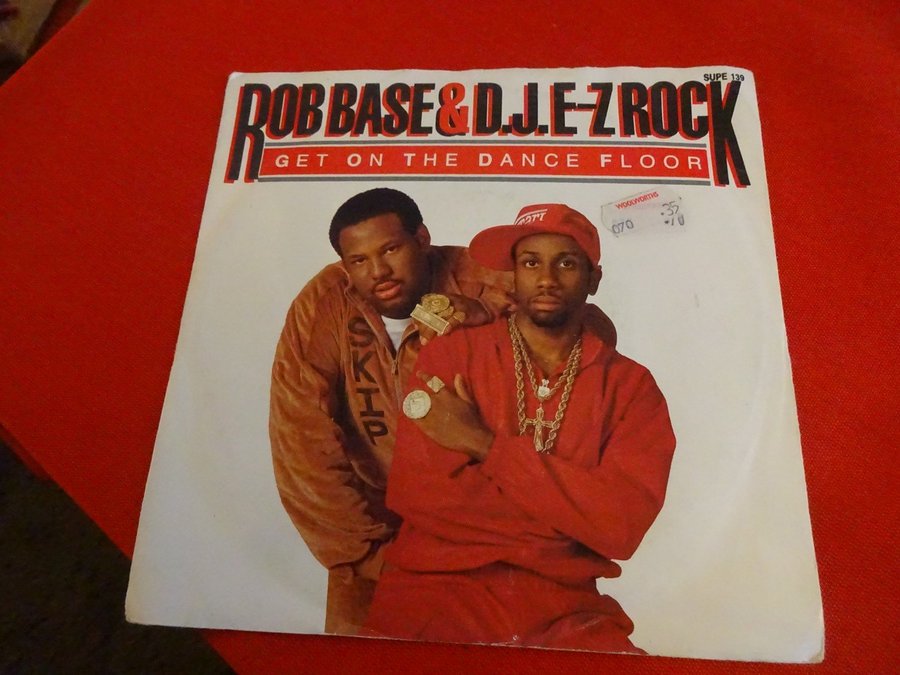 SUPE 139
ROB BASE & D.J. E-Z ROCK
GET ON THE DANCE FLOOR
WOOLWORTHS
070
.35
SKIP